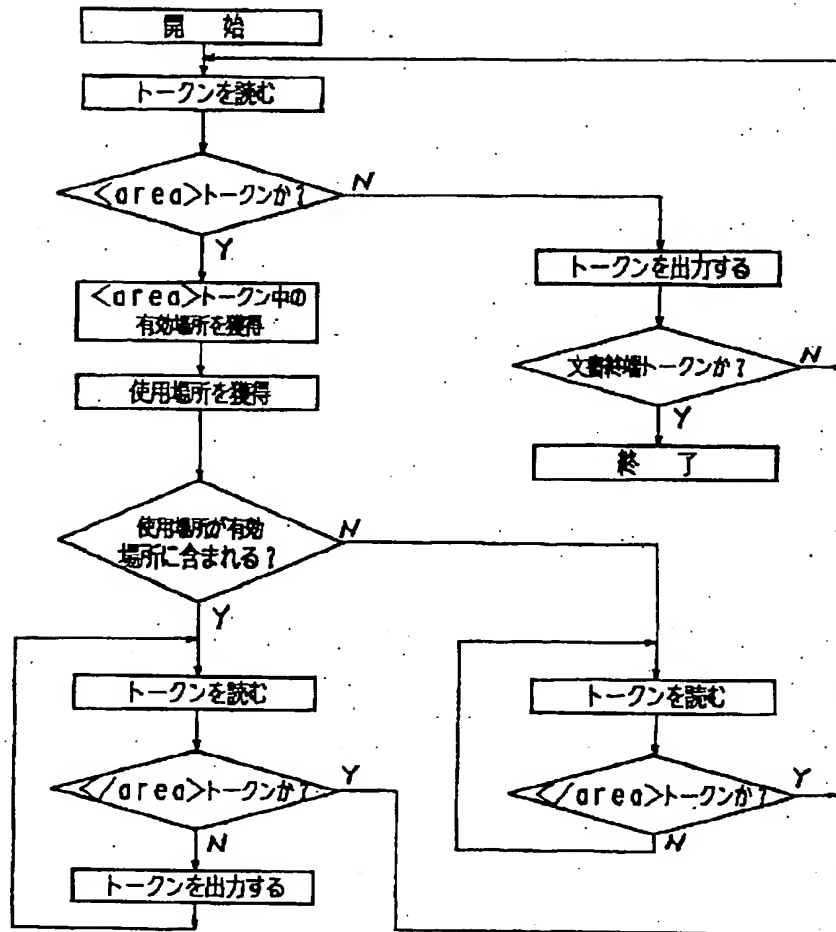 開 始
トークンを読む
<area>トークンか?
N
Y
トークンを出力する
<area>トークン中の
有効場所を獲得
文書終端トークンか?
N
Y
使用場所を獲得
終 了
使用場所が有効
場所に含まれる?
N
Y
トークンを読む
トークンを読む
</area>トークンか?
Y
N
</area>トークンか?
Y
N
トークンを出力する